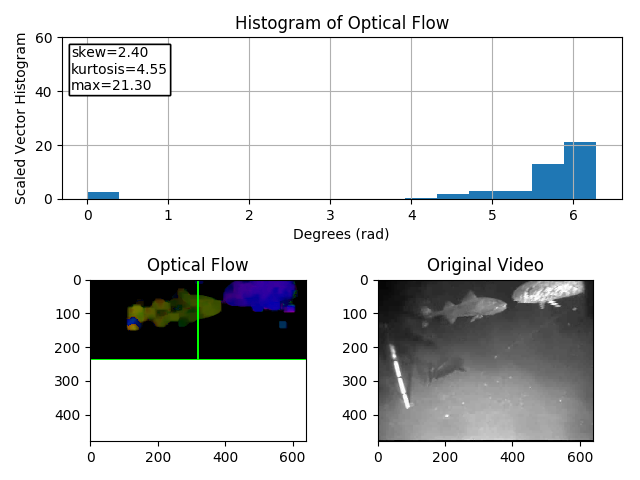 Histogram of Optical Flow
60
40
20
0
Scaled Vector Histogram
skew=2.40
kurtosis=4.55
max=21.30
0 1 2 3 4 5 6
Degrees (rad)
Optical Flow
0
100
200
300
400
0 200 400 600
Original Video
0
100
200
300
400
0 200 400 600